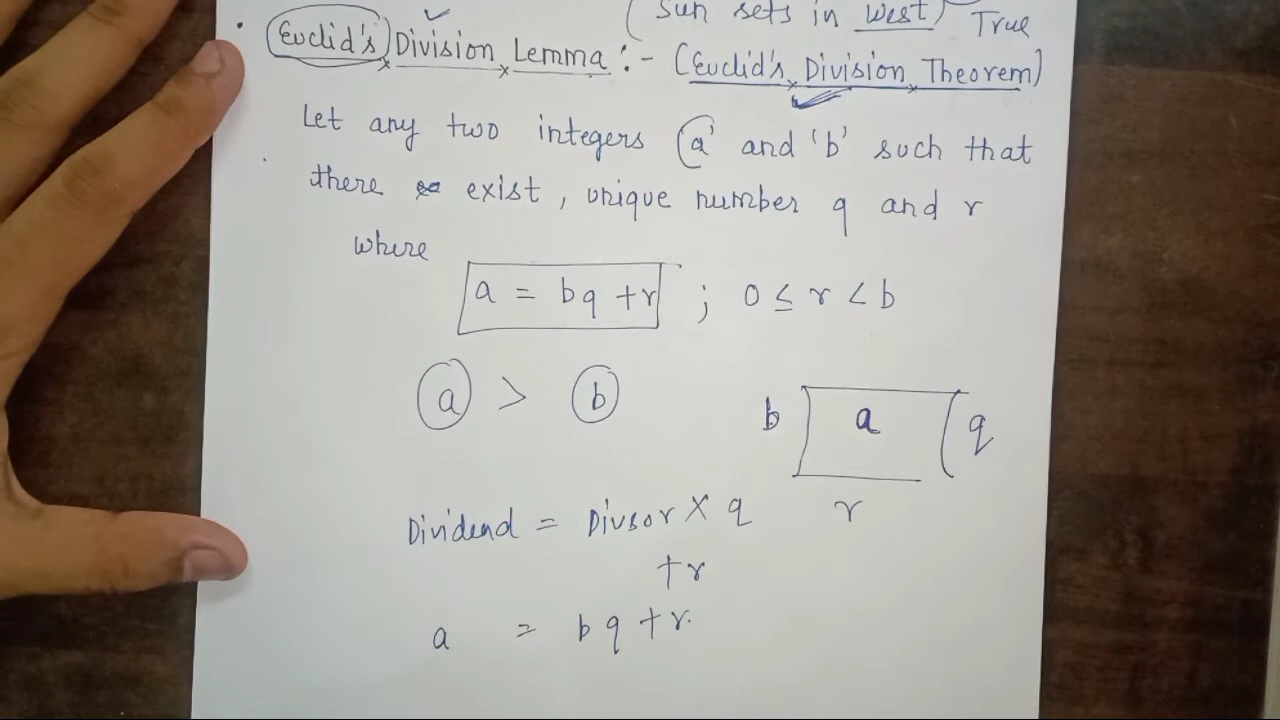 (Sun sets in West) True
Euclid's Division Lemma :- (Euclid's Division Theorem)
Let any two integers 'a' and 'b' such that
there exist, unique number q and r
where
a = bq + r ; 0 ≤ r < b
a > b
b a q
r
Dividend = Divsor × q
+ r
a = bq + r.